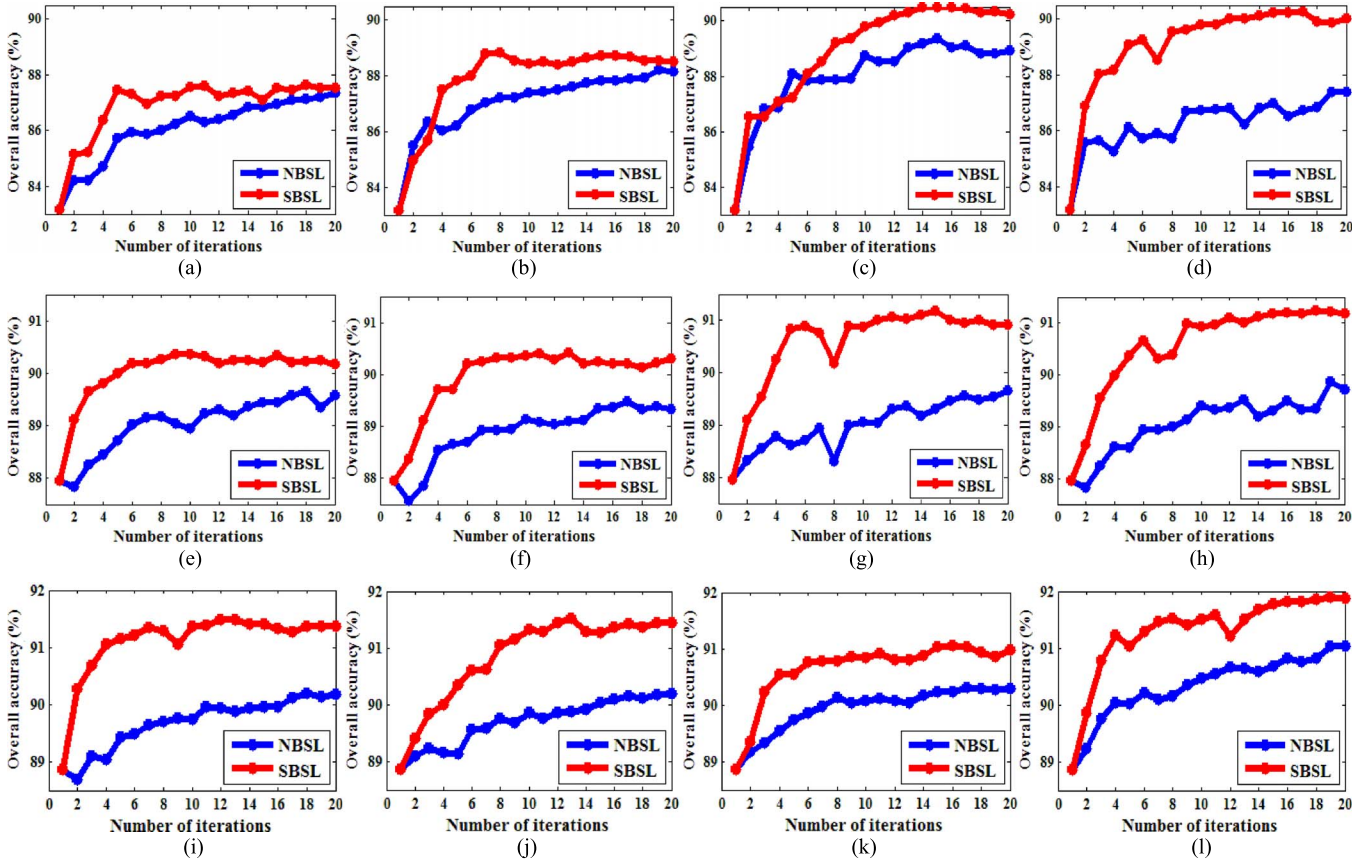 Overall accuracy (%)
90
88
86
84
NBSL
SBSL
0 2 4 6 8 10 12 14 16 18 20
Number of iterations
(a)
Overall accuracy (%)
90
88
86
84
NBSL
SBSL
0 2 4 6 8 10 12 14 16 18 20
Number of iterations
(b)
Overall accuracy (%)
90
88
86
84
NBSL
SBSL
0 2 4 6 8 10 12 14 16 18 20
Number of iterations
(c)
Overall accuracy (%)
90
88
86
84
NBSL
SBSL
0 2 4 6 8 10 12 14 16 18 20
Number of iterations
(d)
Overall accuracy (%)
91
90
89
88
NBSL
SBSL
0 2 4 6 8 10 12 14 16 18 20
Number of iterations
(e)
Overall accuracy (%)
91
90
89
88
NBSL
SBSL
0 2 4 6 8 10 12 14 16 18 20
Number of iterations
(f)
Overall accuracy (%)
91
90
89
88
NBSL
SBSL
0 2 4 6 8 10 12 14 16 18 20
Number of iterations
(g)
Overall accuracy (%)
91
90
89
88
NBSL
SBSL
0 2 4 6 8 10 12 14 16 18 20
Number of iterations
(h)
Overall accuracy (%)
92
91
90
89
NBSL
SBSL
0 2 4 6 8 10 12 14 16 18 20
Number of iterations
(i)
Overall accuracy (%)
92
91
90
89
NBSL
SBSL
0 2 4 6 8 10 12 14 16 18 20
Number of iterations
(j)
Overall accuracy (%)
92
91
90
89
NBSL
SBSL
0 2 4 6 8 10 12 14 16 18 20
Number of iterations
(k)
Overall accuracy (%)
92
91
90
89
NBSL
SBSL
0 2 4 6 8 10 12 14 16 18 20
Number of iterations
(l)